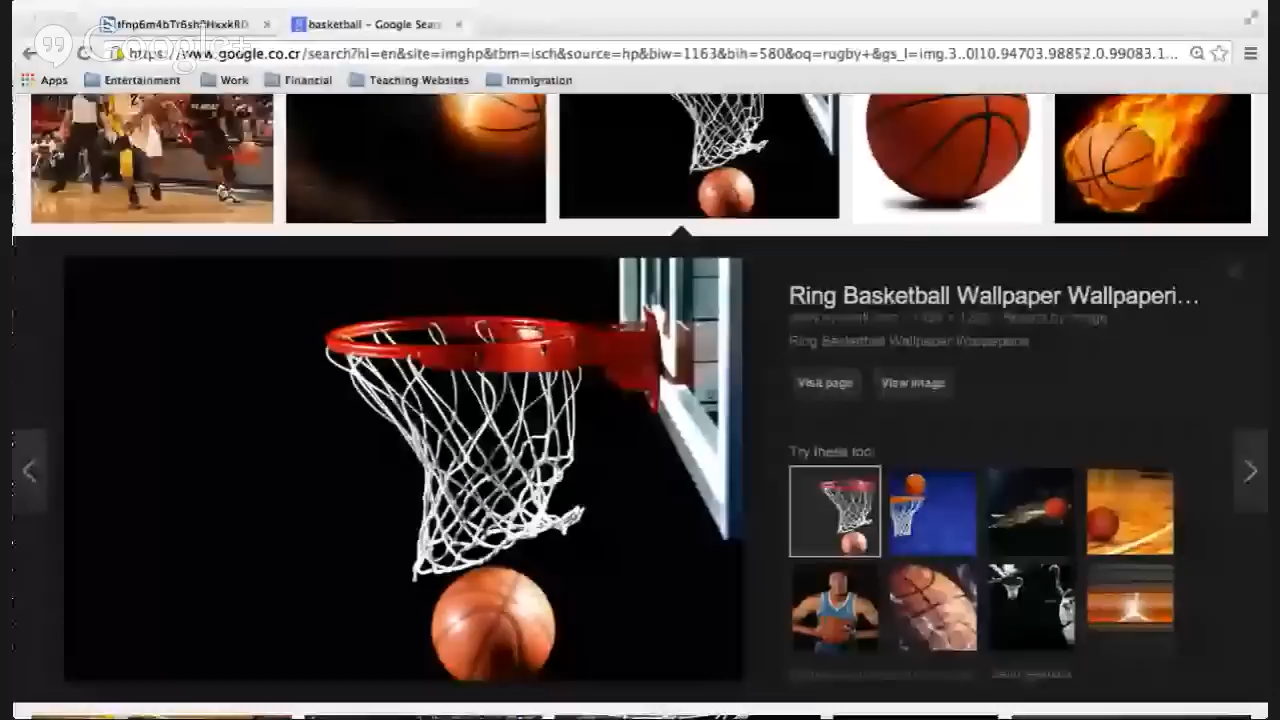 Google+
basketball - Google Sear
https://www.google.co.cr/search?hl=en&site=imghp&tbm=isch&source=hp&biw=1163&bih=580&oq=rugby+&gs_l=img.3..0l10.94703.98852.0.99083.1...
Apps Entertainment Work Financial Teaching Websites Immigration
Ring Basketball Wallpaper Wallpaperi...
Ring Basketball Wallpaper
Visit page View image
Try these too: